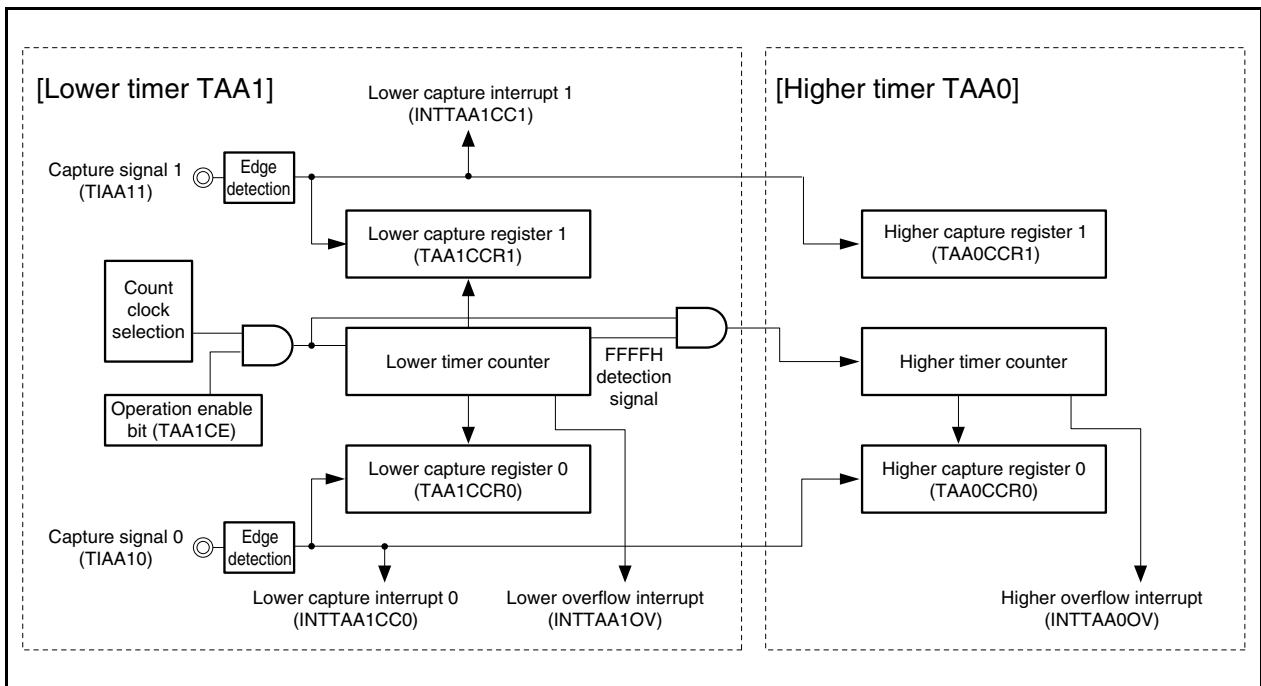 [Lower timer TAA1]
[Higher timer TAA0]
Lower capture interrupt 1
(INTTAA1CC1)
Capture signal 1
(TIAA11)
Edge
detection
Lower capture register 1
(TAA1CCR1)
Higher capture register 1
(TAA0CCR1)
Count
clock
selection
Lower timer counter
FFFFH
detection
signal
Higher timer counter
Operation enable
bit (TAA1CE)
Lower capture register 0
(TAA1CCR0)
Higher capture register 0
(TAA0CCR0)
Capture signal 0
(TIAA10)
Edge
detection
Lower capture interrupt 0
(INTTAA1CC0)
Lower overflow interrupt
(INTTAA1OV)
Higher overflow interrupt
(INTTAA0OV)